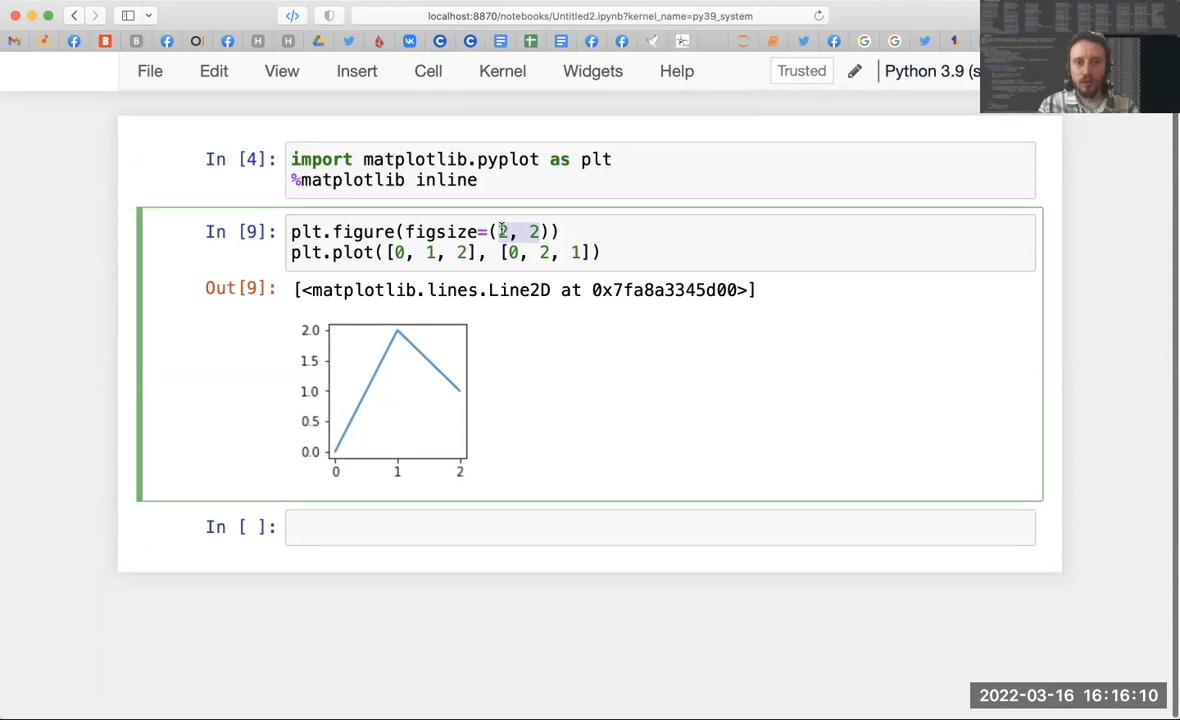 localhost:8870/notebooks/Untitled2.ipynb?kernel_name=py39_system
File Edit View Insert Cell Kernel Widgets Help Trusted Python 3.9 (s
In [4]: import matplotlib.pyplot as plt
%matplotlib inline
In [9]: plt.figure(figsize=(2, 2))
plt.plot([0, 1, 2], [0, 2, 1])
Out[9]: [<matplotlib.lines.Line2D at 0x7fa8a3345d00>]
2.0
1.5
1.0
0.5
0.0
0 1 2
In [ ]:
2022-03-16 16:16:10